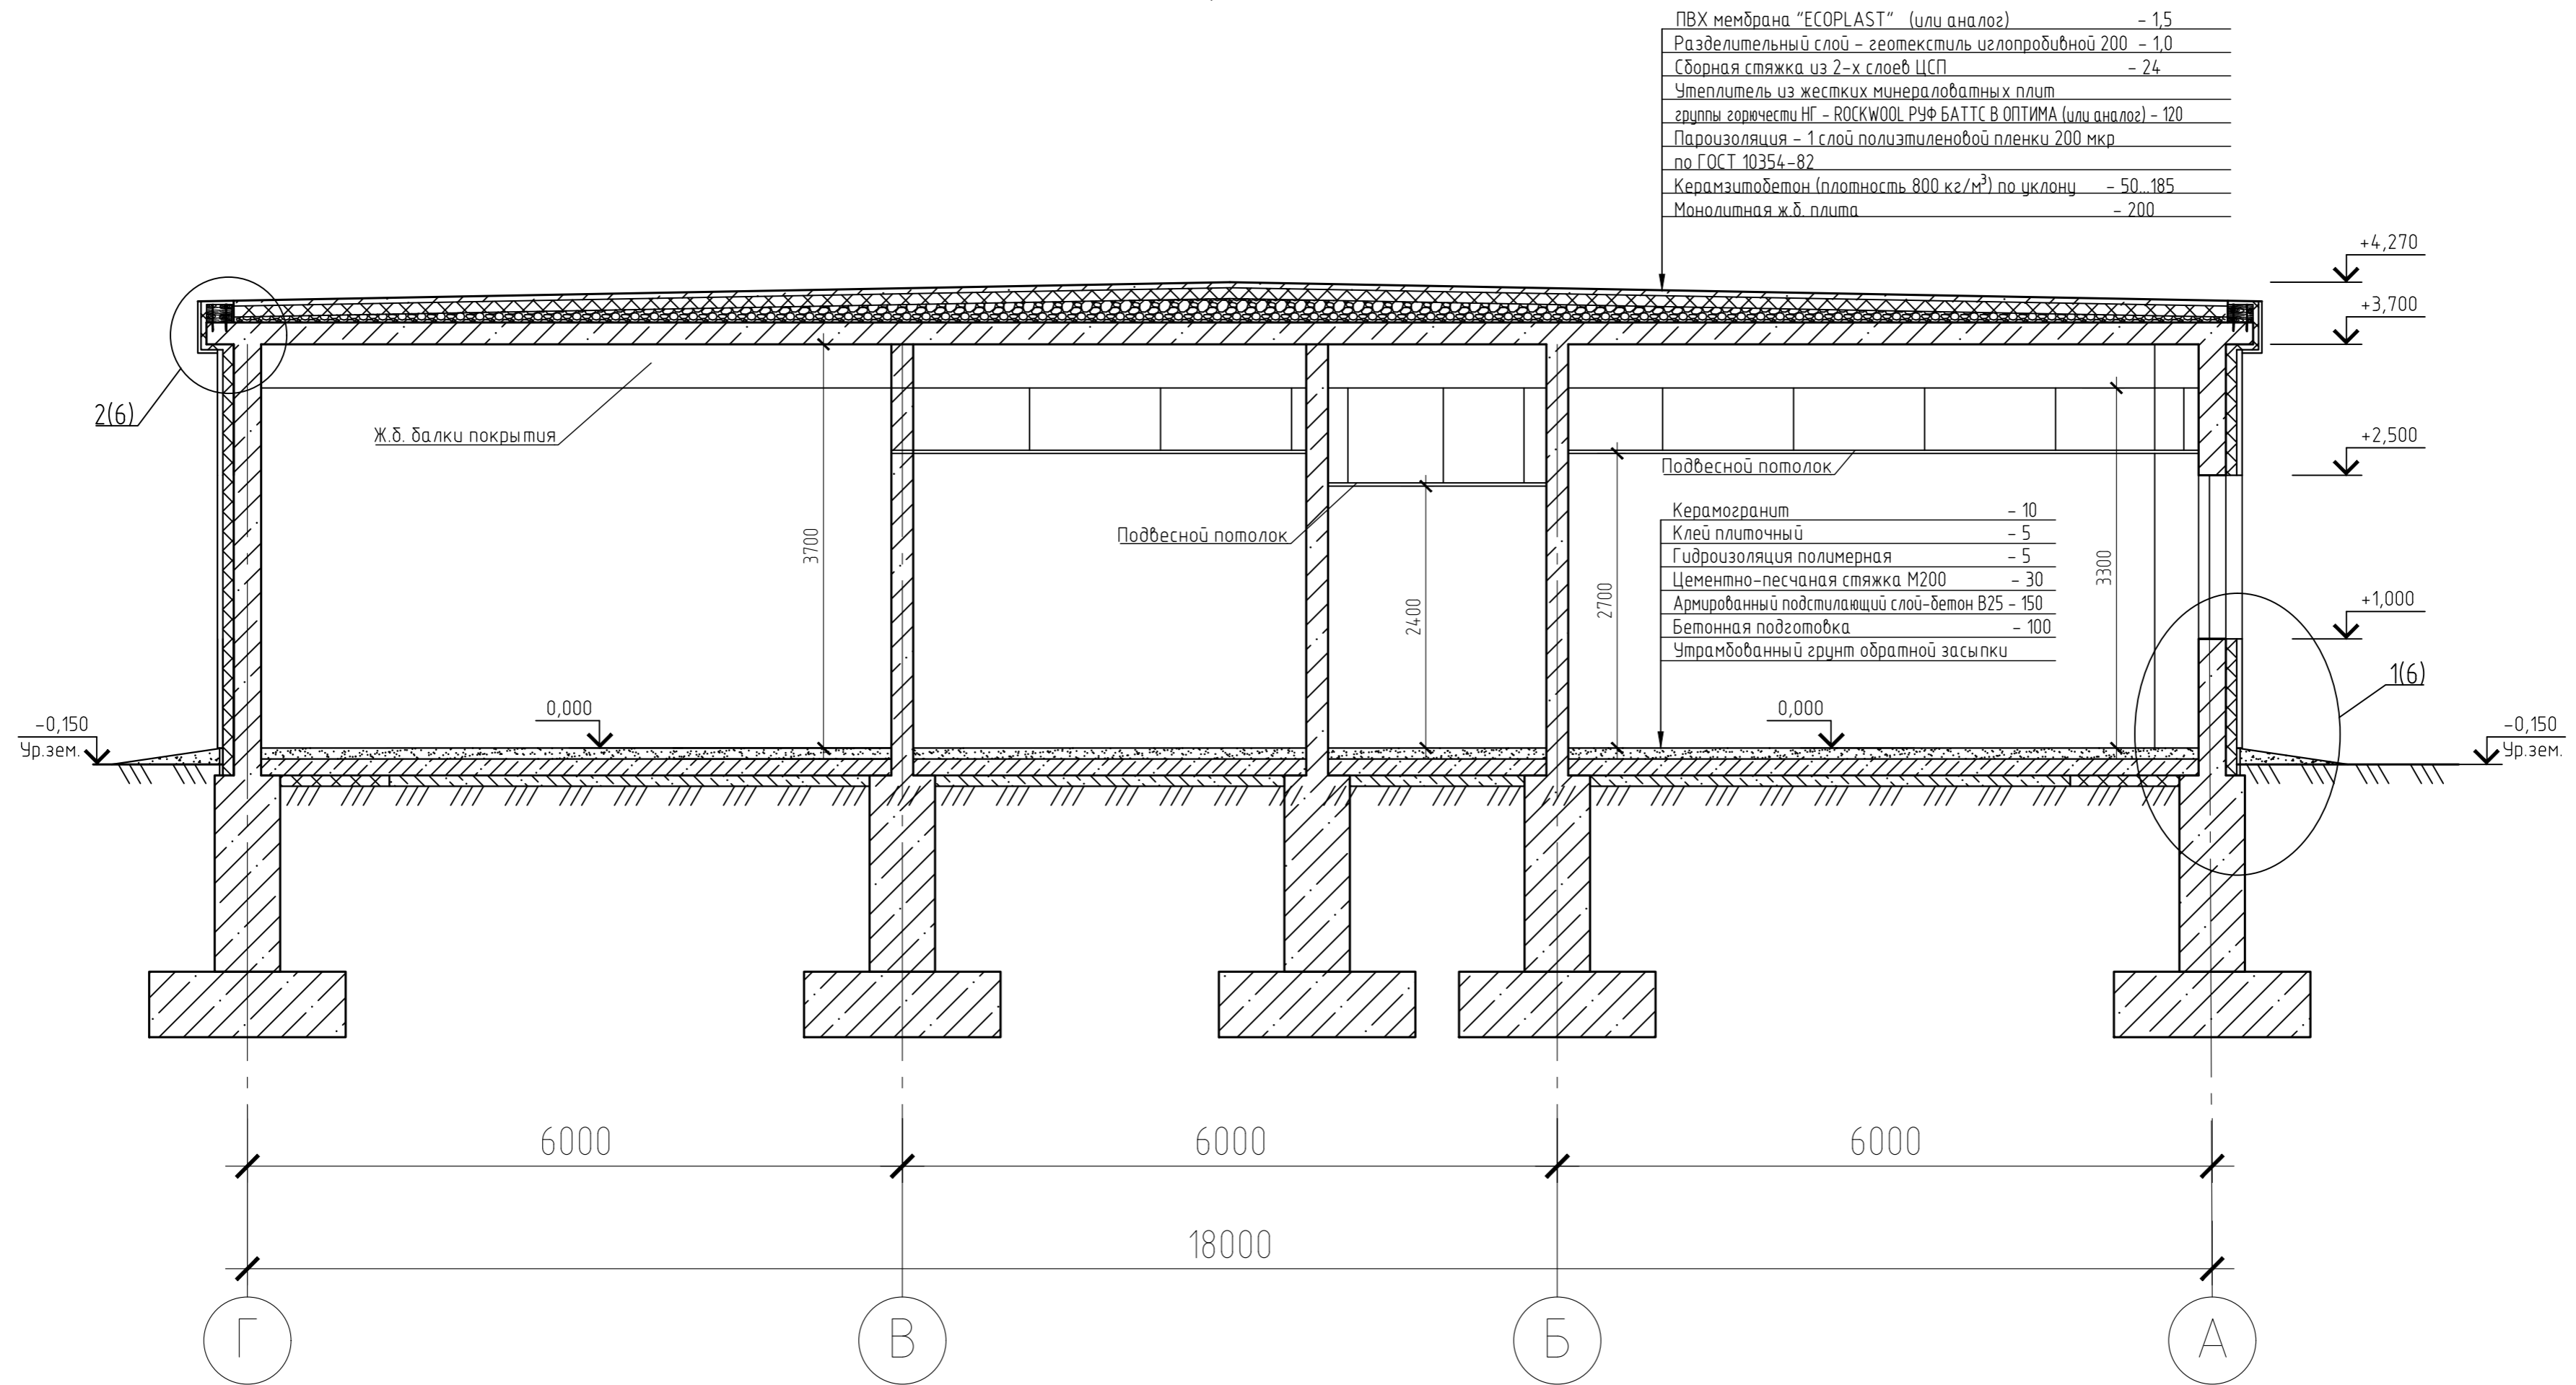 ПВХ мембрана "ECOPLAST" (или аналог) - 1,5
Разделительный слой - геотекстиль иглопробивной 200 - 1,0
Сборная стяжка из 2-х слоев ЦСП - 24
Утеплитель из жестких минераловатных плит
группы горючести НГ - ROCKWOOL РУФ БАТТС В ОПТИМА (или аналог) - 120
Пароизоляция - 1 слой полиэтиленовой пленки 200 мкр
по ГОСТ 10354-82
Керамзитобетон (плотность 800 кг/м³) по уклону - 50...185
Монолитная ж.б. плита - 200
+4,270
+3,700
2(6)
Ж.б. балки покрытия
+2,500
Подвесной потолок
Подвесной потолок
3700
2400
2700
3300
Керамогранит - 10
Клей плиточный - 5
Гидроизоляция полимерная - 5
Цементно-песчаная стяжка М200 - 30
Армированный подстилающий слой-бетон В25 - 150
Бетонная подготовка - 100
Утрамбованный грунт обратной засыпки
+1,000
1(6)
-0,150
Ур.зем.
0,000
0,000
-0,150
Ур.зем.
6000
6000
6000
18000
Г
В
Б
А